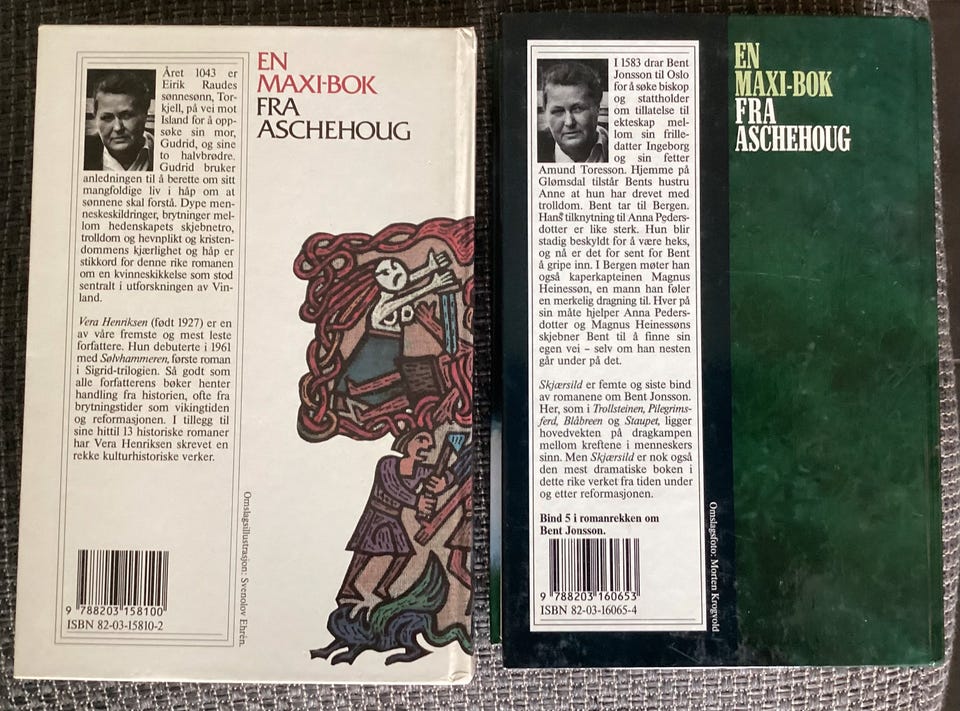 EN
MAXI-BOK
FRA
ASCHEHOUG
Året 1043 er
Eirik Raudes
sønnesønn, Tor-
kjell, på vei mot
Island for å opp-
søke sin mor,
Gudrid, og sine
to halvbrødre.
Gudrid bruker
anledningen til å berette om sitt
mangfoldige liv i håp om at
sønnene skal forstå. Dype men-
neskeskildringer, brytninger mel-
lom hedenskapets skjebnetro,
trolldom og hevnplikt og kristen-
dommens kjærlighet og håp er
stikkord for denne rike romanen
om en kvinneskikkelse som stod
sentralt i utforskningen av Vin-
land.
Vera Henriksen (født 1927) er en
av våre fremste og mest leste
forfattere. Hun debuterte i 1961
med Sølvhammeren, første roman
i Sigrid-trilogien. Så godt som
alle forfatterens bøker henter
handling fra historien, ofte fra
brytningstider som vikingtiden
og reformasjonen. I tillegg til
sine hittil 13 historiske romaner
har Vera Henriksen skrevet en
rekke kulturhistoriske verker.
Omslagsillustrasjon: Svenolov Ehrén.
9 788203 158100
ISBN 82-03-15810-2
EN
MAXI-BOK
FRA
ASCHEHOUG
I 1583 drar Bent
Jonsson til Oslo
for å søke biskop
og stattholder
om tillatelse til
ekteskap mel-
lom sin frille-
datter Ingeborg
og sin fetter
Amund Toresson. Hjemme på
Glømsdal tilstår Bents hustru
Anne at hun har drevet med
trolldom. Bent tar til Bergen.
Hans tilknytning til Anna Peders-
dotter er like sterk. Hun blir
stadig beskyldt for å være heks,
og nå er det for sent for Bent
å gripe inn. I Bergen møter han
også kaperkapteinen Magnus
Heinessøn, en mann han føler
en merkelig dragning til. Hver på
sin måte hjelper Anna Peders-
dotter og Magnus Heinessøns
skjebner Bent til å finne sin
egen vei – selv om han nesten
går under på det.
Skjærsild er femte og siste bind
av romanene om Bent Jonsson.
Her, som i Trollsteinen, Pilegrims-
ferd, Blåbreen og Staupet, ligger
hovedvekten på dragkampen
mellom kreftene i menneskers
sinn. Men Skjærsild er nok også
den mest dramatiske boken i
dette rike verket fra tiden under
og etter reformasjonen.
Bind 5 i romanrekken om
Bent Jonsson.
Omslagsfoto: Morten Krogvold
9 788203 160653
ISBN 82-03-16065-4